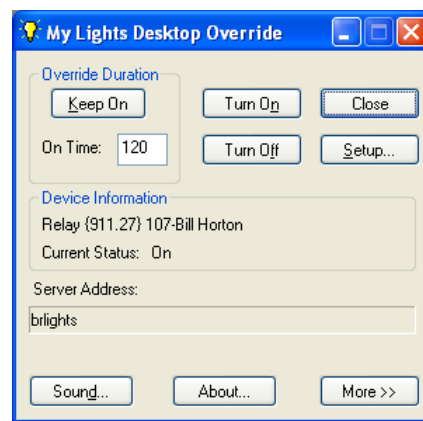 My Lights Desktop Override
Override Duration
Keep On
Turn On
Close
On Time: 120
Turn Off
Setup...
Device Information
Relay {911.27} 107-Bill Horton
Current Status: On
Server Address:
brlights
Sound...
About...
More >>